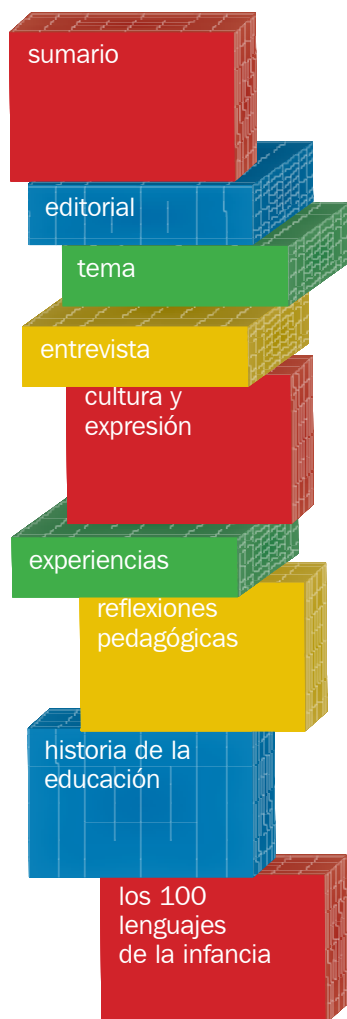 sumario
editorial
tema
entrevista
cultura y
expresión
experiencias
reflexiones
pedagógicas
historia de la
educación
los 100
lenguajes
de la infancia